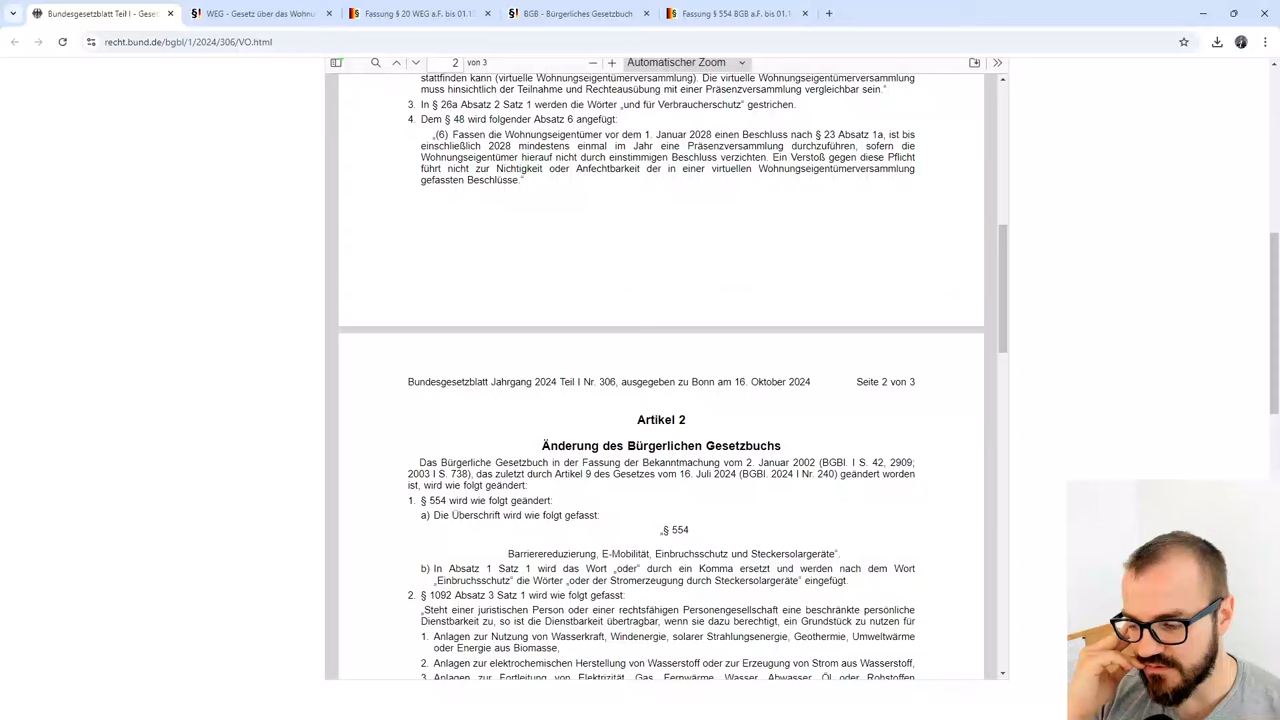 Bundesgesetzblatt Teil I - Geset
WEG - Gesetz über das Wohnu
Fassung § 20 WEG a.F. bis 01.1
BGB - Bürgerliches Gesetzbuch
Fassung § 554 BGB a.F. bis 01.1
recht.bund.de/bgbl/1/2024/306/VO.html
2 von 3
Automatischer Zoom
stattfinden kann (virtuelle Wohnungseigentümerversammlung). Die virtuelle Wohnungseigentümerversammlung
muss hinsichtlich der Teilnahme und Rechteausübung mit einer Präsenzversammlung vergleichbar sein.“
3. In § 26a Absatz 2 Satz 1 werden die Wörter „und für Verbraucherschutz“ gestrichen.
4. Dem § 48 wird folgender Absatz 6 angefügt:
„(6) Fassen die Wohnungseigentümer vor dem 1. Januar 2028 einen Beschluss nach § 23 Absatz 1a, ist bis
einschließlich 2028 mindestens einmal im Jahr eine Präsenzversammlung durchzuführen, sofern die
Wohnungseigentümer hierauf nicht durch einstimmigen Beschluss verzichten. Ein Verstoß gegen diese Pflicht
führt nicht zur Nichtigkeit oder Anfechtbarkeit der in einer virtuellen Wohnungseigentümerversammlung
gefassten Beschlüsse.“
Bundesgesetzblatt Jahrgang 2024 Teil I Nr. 306, ausgegeben zu Bonn am 16. Oktober 2024 Seite 2 von 3
Artikel 2
Änderung des Bürgerlichen Gesetzbuchs
Das Bürgerliche Gesetzbuch in der Fassung der Bekanntmachung vom 2. Januar 2002 (BGBl. I S. 42, 2909;
2003 I S. 738), das zuletzt durch Artikel 9 des Gesetzes vom 16. Juli 2024 (BGBl. 2024 I Nr. 240) geändert worden
ist, wird wie folgt geändert:
1. § 554 wird wie folgt geändert:
a) Die Überschrift wird wie folgt gefasst:
„§ 554
Barrierereduzierung, E-Mobilität, Einbruchsschutz und Steckersolargeräte“.
b) In Absatz 1 Satz 1 wird das Wort „oder“ durch ein Komma ersetzt und werden nach dem Wort
„Einbruchsschutz“ die Wörter „oder der Stromerzeugung durch Steckersolargeräte“ eingefügt.
2. § 1092 Absatz 3 Satz 1 wird wie folgt gefasst:
„Steht einer juristischen Person oder einer rechtsfähigen Personengesellschaft eine beschränkte persönliche
Dienstbarkeit zu, so ist die Dienstbarkeit übertragbar, wenn sie dazu berechtigt, ein Grundstück zu nutzen für
1. Anlagen zur Nutzung von Wasserkraft, Windenergie, solarer Strahlungsenergie, Geothermie, Umweltwärme
oder Energie aus Biomasse,
2. Anlagen zur elektrochemischen Herstellung von Wasserstoff oder zur Erzeugung von Strom aus Wasserstoff,
3. Anlagen zur Fortleitung von Elektrizität, Gas, Fernwärme, Wasser, Abwasser, Öl oder Rohstoffen